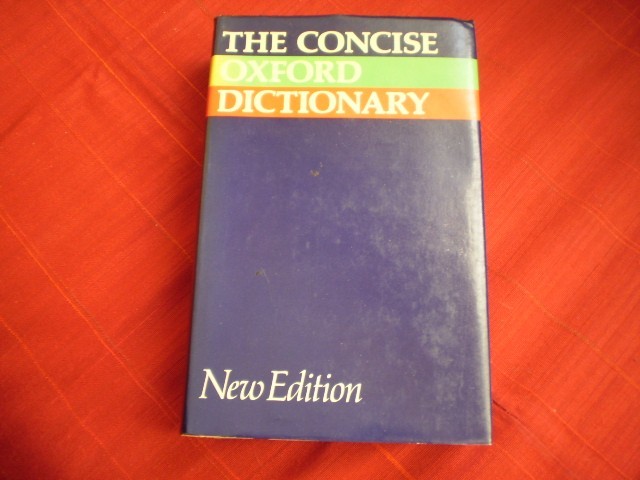 THE CONCISE
OXFORD
DICTIONARY
New Edition